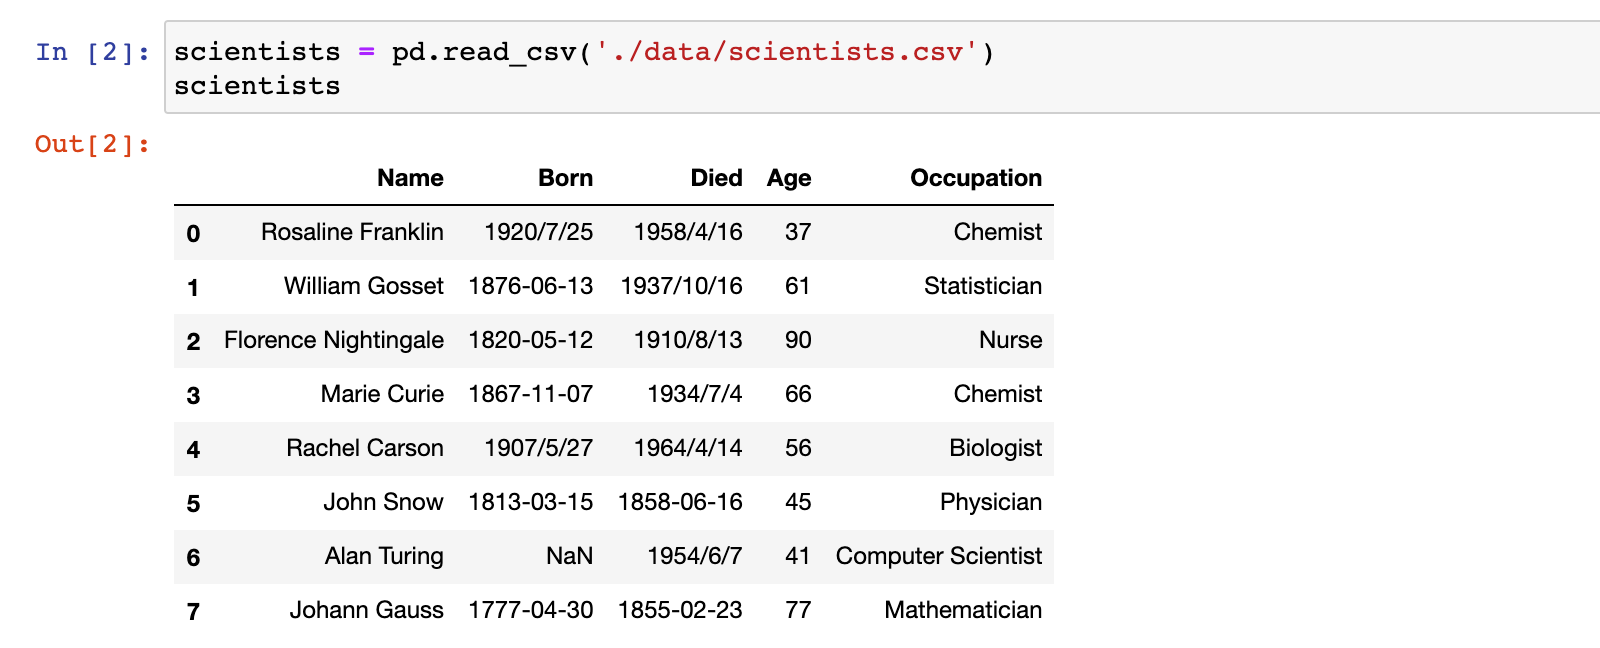 In [2]: scientists = pd.read_csv('./data/scientists.csv')
scientists
Out[2]:
Name Born Died Age Occupation
0 Rosaline Franklin 1920/7/25 1958/4/16 37 Chemist
1 William Gosset 1876-06-13 1937/10/16 61 Statistician
2 Florence Nightingale 1820-05-12 1910/8/13 90 Nurse
3 Marie Curie 1867-11-07 1934/7/4 66 Chemist
4 Rachel Carson 1907/5/27 1964/4/14 56 Biologist
5 John Snow 1813-03-15 1858-06-16 45 Physician
6 Alan Turing NaN 1954/6/7 41 Computer Scientist
7 Johann Gauss 1777-04-30 1855-02-23 77 Mathematician